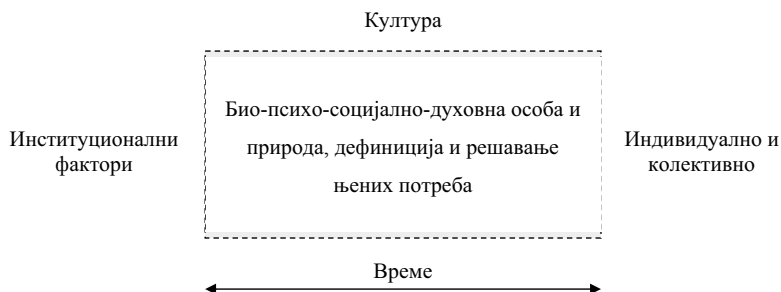 Култура
Био-психо-социјално-духовна особа и
природа, дефиниција и решавање
њених потреба
Институционални
фактори
Индивидуално и
колективно
Време